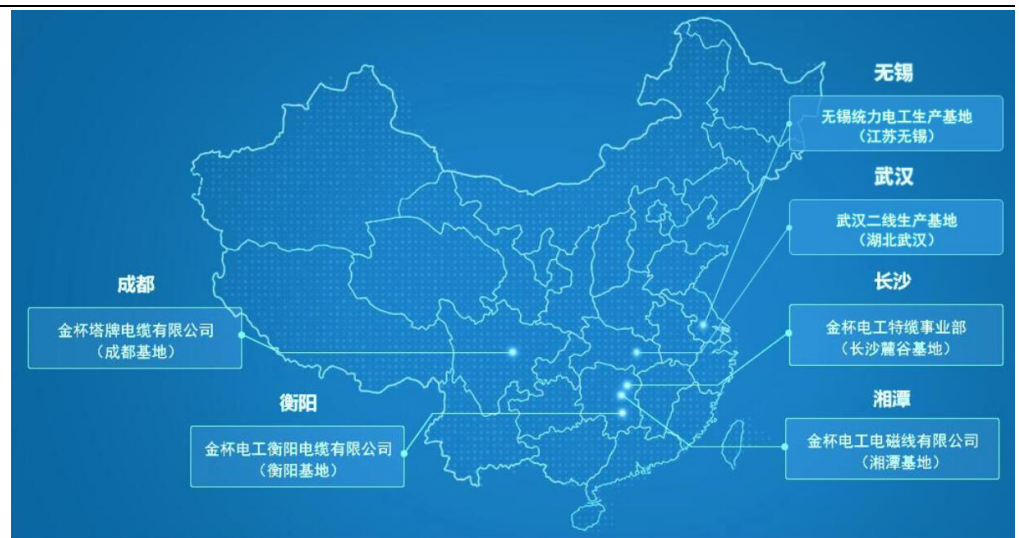 无锡
无锡统力电工生产基地
（江苏无锡）
武汉
武汉二线生产基地
（湖北武汉）
成都
金杯塔牌电缆有限公司
（成都基地）
长沙
金杯电工特缆事业部
（长沙麓谷基地）
衡阳
金杯电工衡阳电缆有限公司
（衡阳基地）
湘潭
金杯电工电磁线有限公司
（湘潭基地）